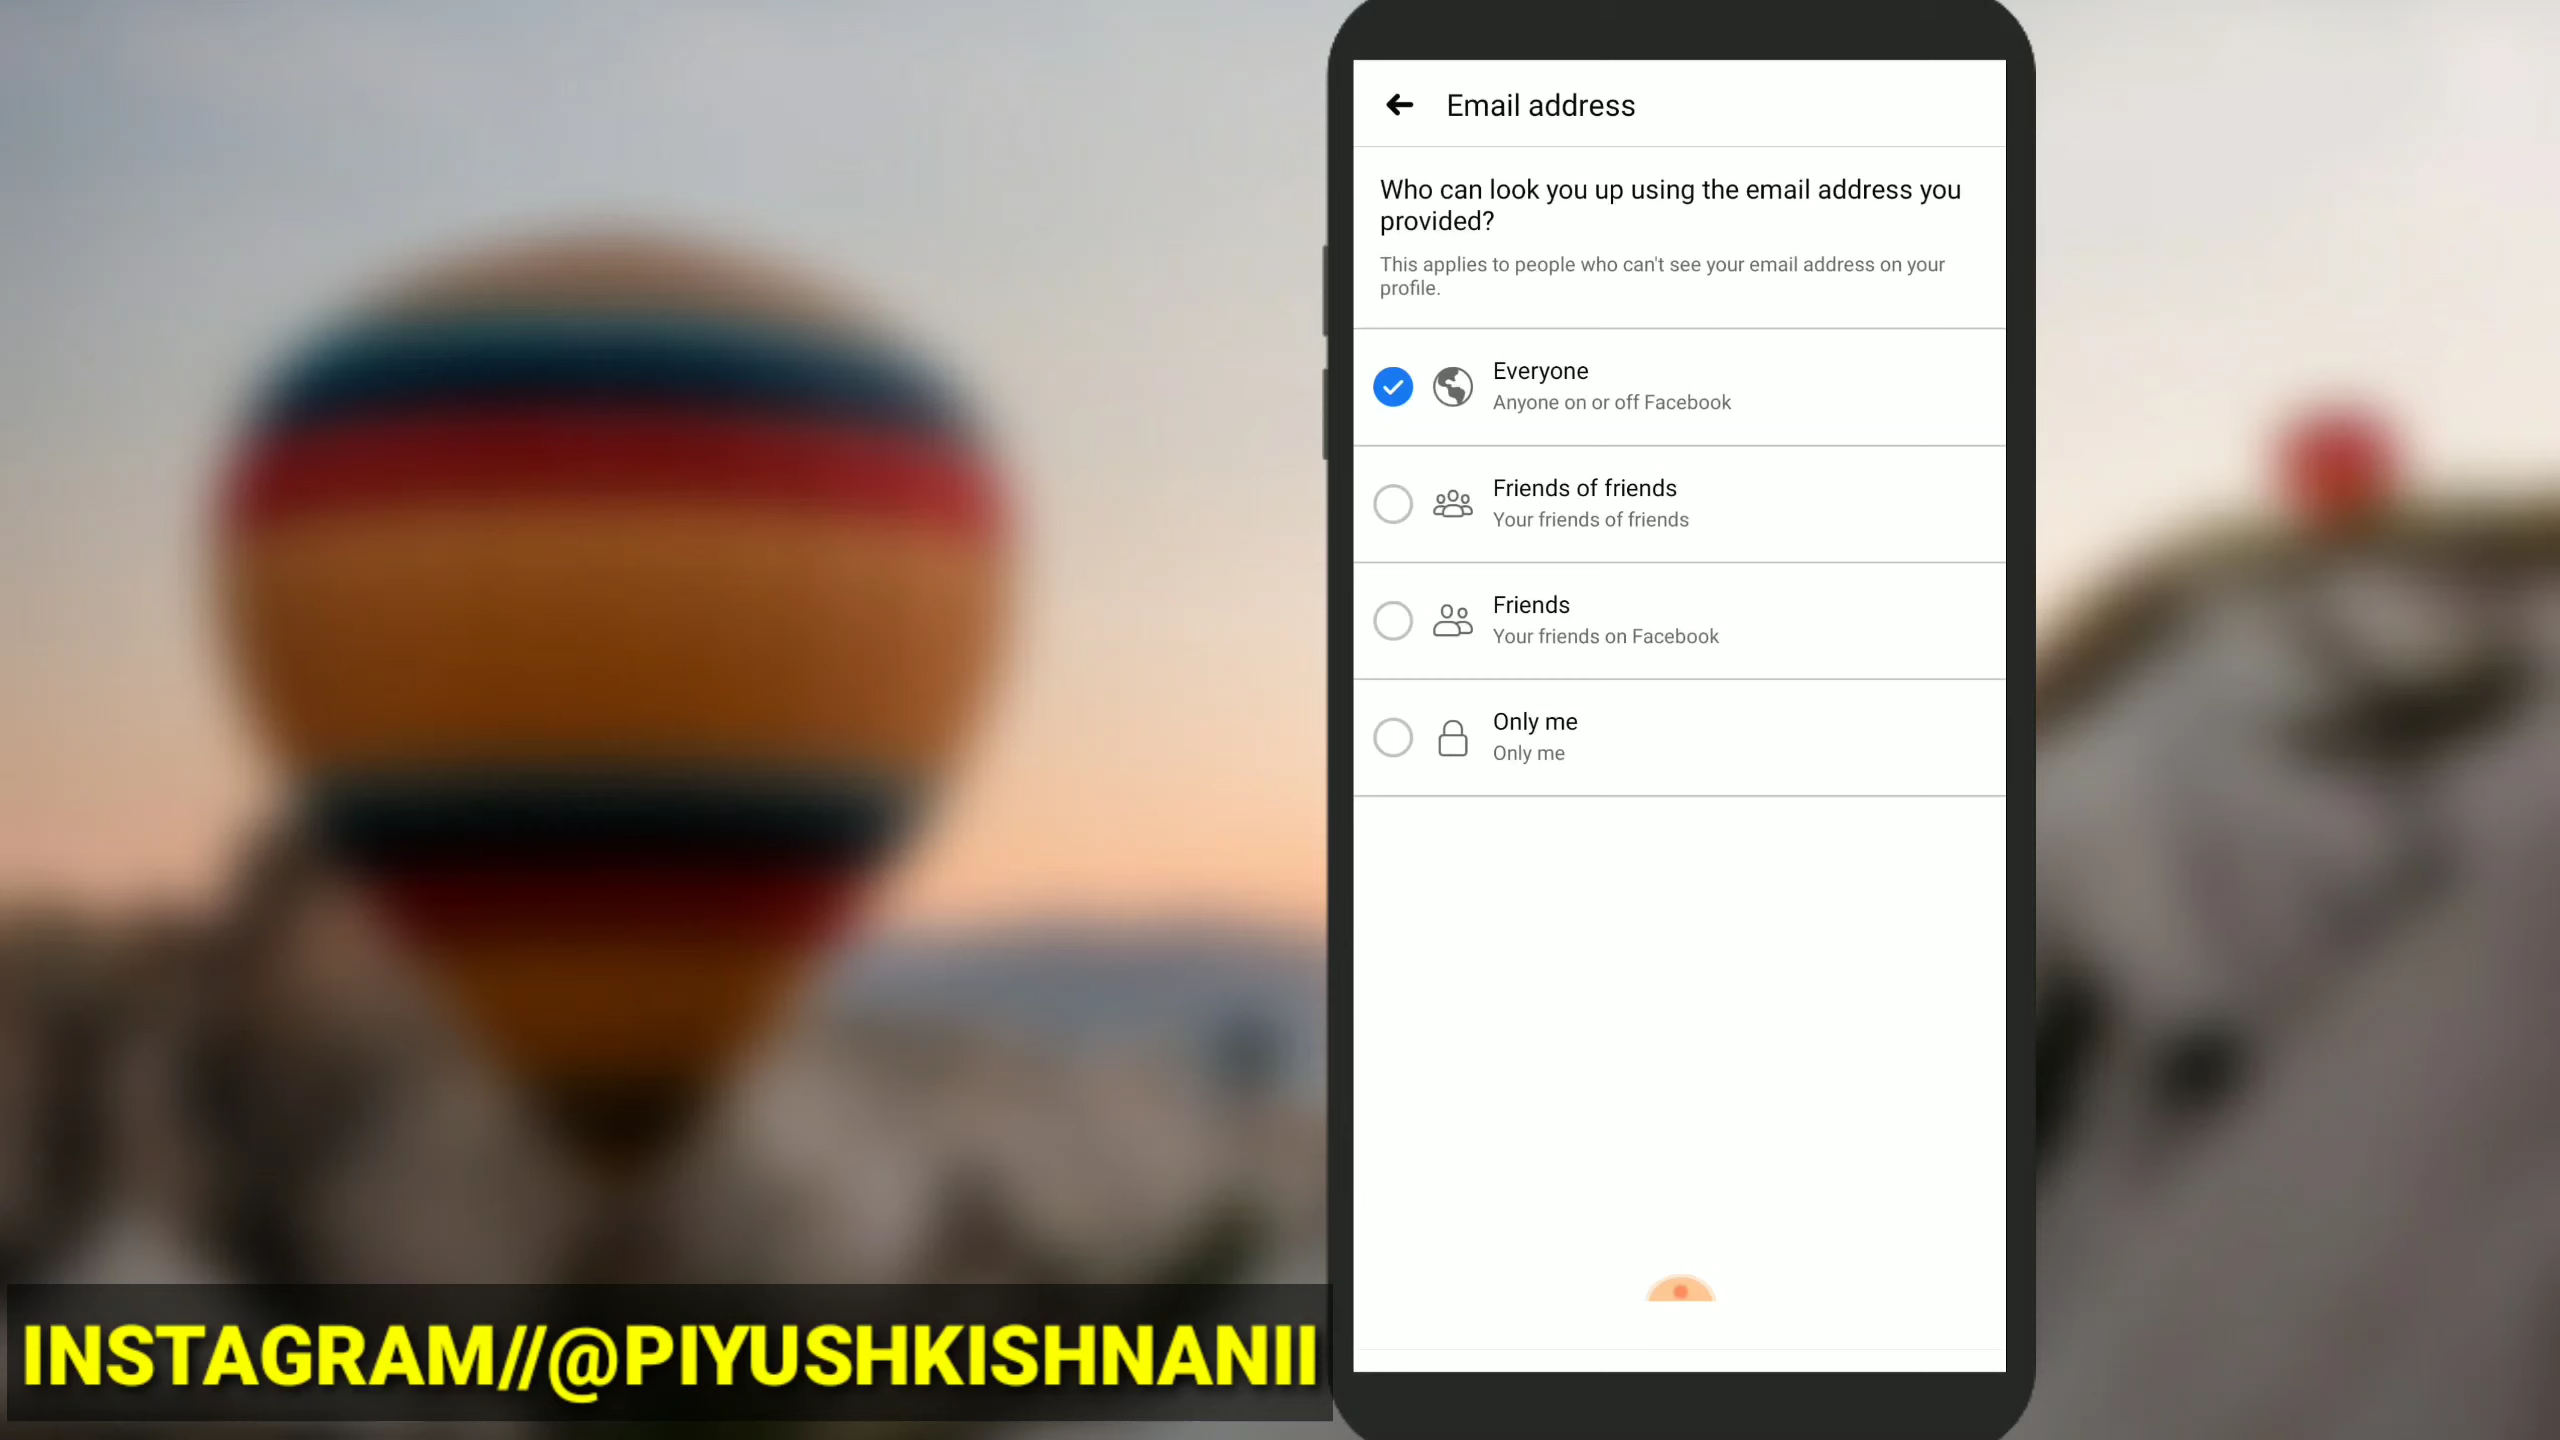 Email address
Who can look you up using the email address you
provided?
This applies to people who can't see your email address on your
profile.
Everyone
Anyone on or off Facebook
Friends of friends
Your friends of friends
Friends
Your friends on Facebook
Only me
Only me
INSTAGRAM//@PIYUSHKISHNANII